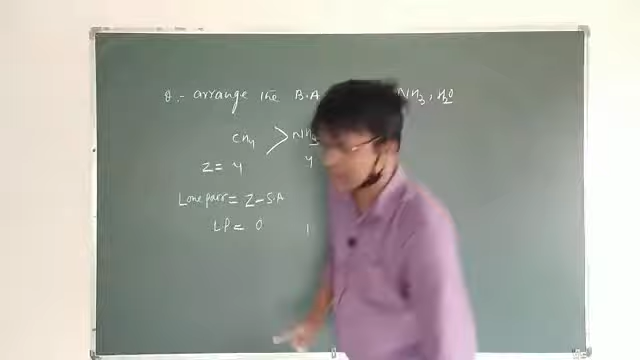 Q:- arrange the B.A NH3, H2O
CH4 > NH3
Z = 4 4
Lone pair = Z - S.A
LP = 0 1